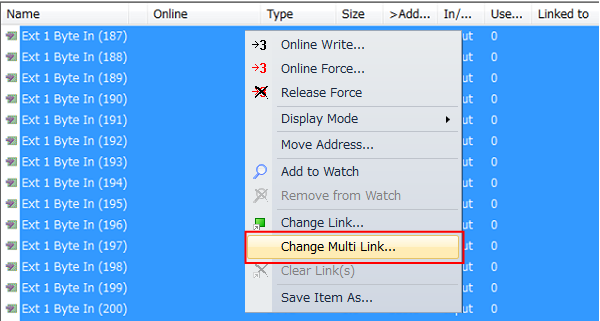 Name Online Type Size >Add... In/... Use... Linked to
Ext 1 Byte In (187) ut 0
Ext 1 Byte In (188) ut 0
Ext 1 Byte In (189) ut 0
Ext 1 Byte In (190) ut 0
Ext 1 Byte In (191) ut 0
Ext 1 Byte In (192) ut 0
Ext 1 Byte In (193) ut 0
Ext 1 Byte In (194) ut 0
Ext 1 Byte In (195) ut 0
Ext 1 Byte In (196) ut 0
Ext 1 Byte In (197) ut 0
Ext 1 Byte In (198) ut 0
Ext 1 Byte In (199) ut 0
Ext 1 Byte In (200) ut 0
3 Online Write...
3 Online Force...
3 Release Force
Display Mode
Move Address...
Add to Watch
Remove from Watch
Change Link...
Change Multi Link...
Clear Link(s)
Save Item As...